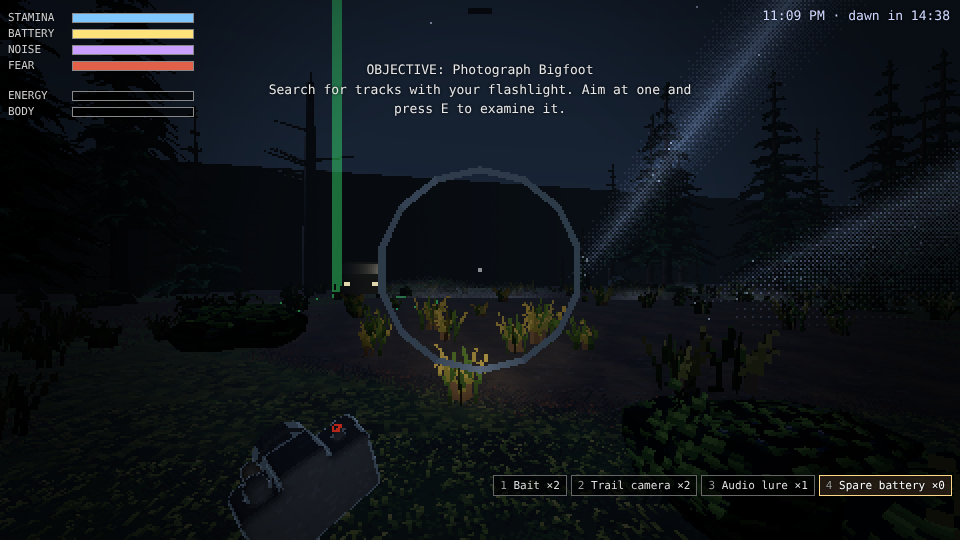 STAMINA
BATTERY
NOISE
FEAR
ENERGY
BODY
11:09 PM · dawn in 14:38
OBJECTIVE: Photograph Bigfoot
Search for tracks with your flashlight. Aim at one and
press E to examine it.
1 Bait ×2
2 Trail camera ×2
3 Audio lure ×1
4 Spare battery ×0